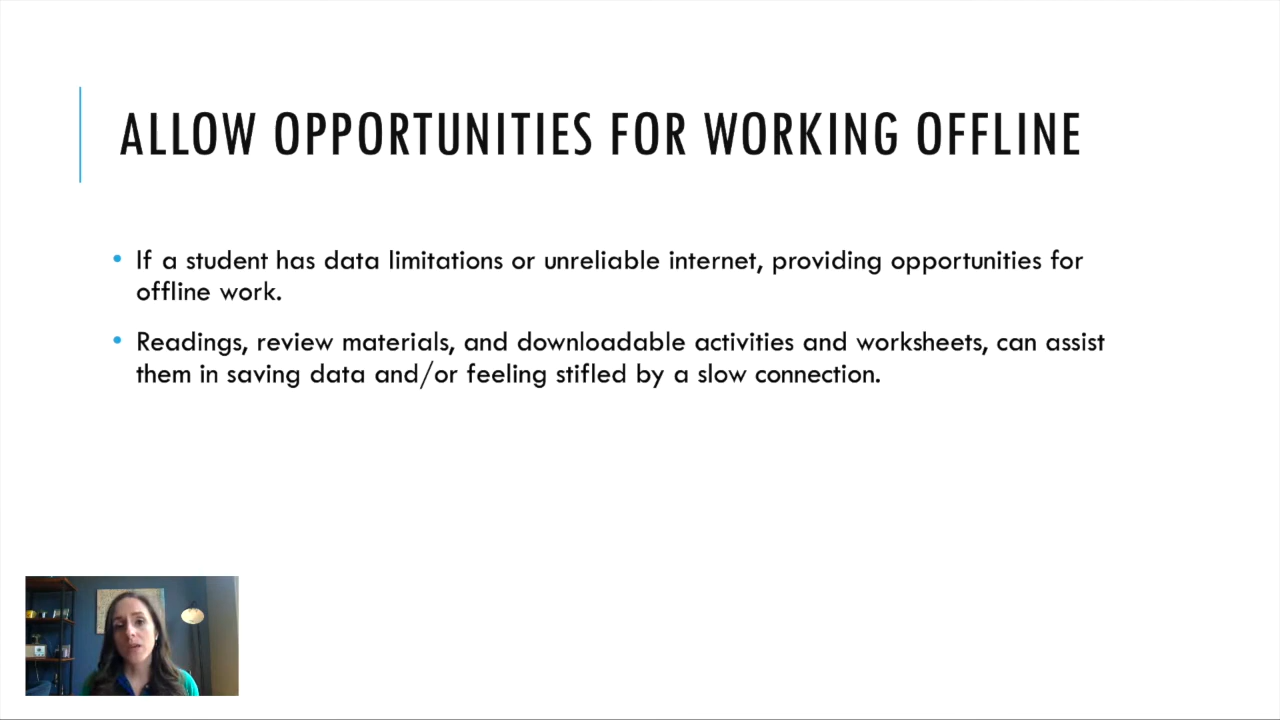 ALLOW OPPORTUNITIES FOR WORKING OFFLINE
• If a student has data limitations or unreliable internet, providing opportunities for
offline work.
• Readings, review materials, and downloadable activities and worksheets, can assist
them in saving data and/or feeling stifled by a slow connection.